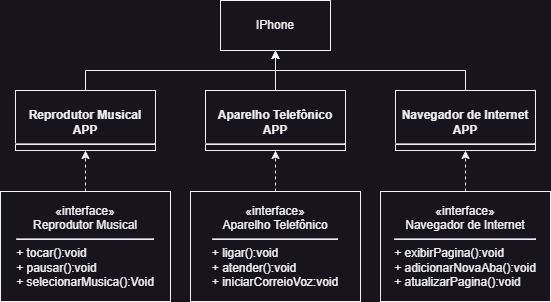 IPhone
Reprodutor Musical
APP
Aparelho Telefônico
APP
Navegador de Internet
APP
«interface»
Reprodutor Musical
+ tocar():void
+ pausar():void
+ selecionarMusica():Void
«interface»
Aparelho Telefônico
+ ligar():void
+ atender():void
+ iniciarCorreioVoz:void
«interface»
Navegador de Internet
+ exibirPagina():void
+ adicionarNovaAba():void
+ atualizarPagina():void